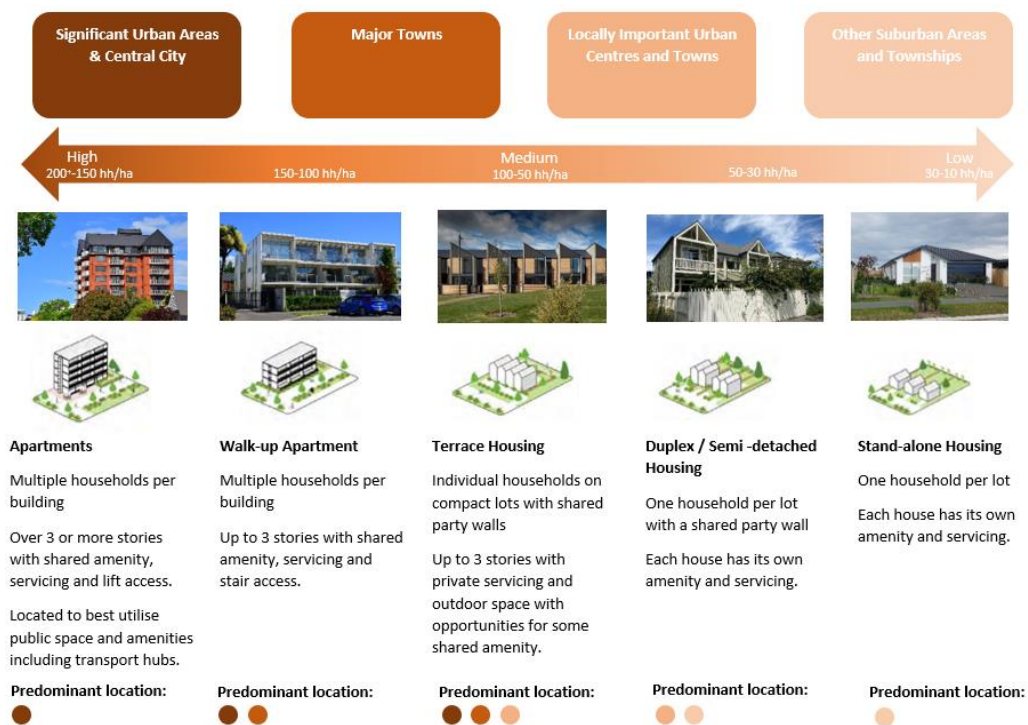 Significant Urban Areas
& Central City
Major Towns
Locally Important Urban
Centres and Towns
Other Suburban Areas
and Townships
High
200⁺-150 hh/ha
150-100 hh/ha
Medium
100-50 hh/ha
50-30 hh/ha
Low
30-10 hh/ha
Apartments
Multiple households per
building
Over 3 or more stories
with shared amenity,
servicing and lift access.
Located to best utilise
public space and amenities
including transport hubs.
Predominant location:
Walk-up Apartment
Multiple households per
building
Up to 3 stories with shared
amenity, servicing and
stair access.
Predominant location:
Terrace Housing
Individual households on
compact lots with shared
party walls
Up to 3 stories with
private servicing and
outdoor space with
opportunities for some
shared amenity.
Predominant location:
Duplex / Semi -detached
Housing
One household per lot
with a shared party wall
Each house has its own
amenity and servicing.
Predominant location:
Stand-alone Housing
One household per lot
Each house has its own
amenity and servicing.
Predominant location: